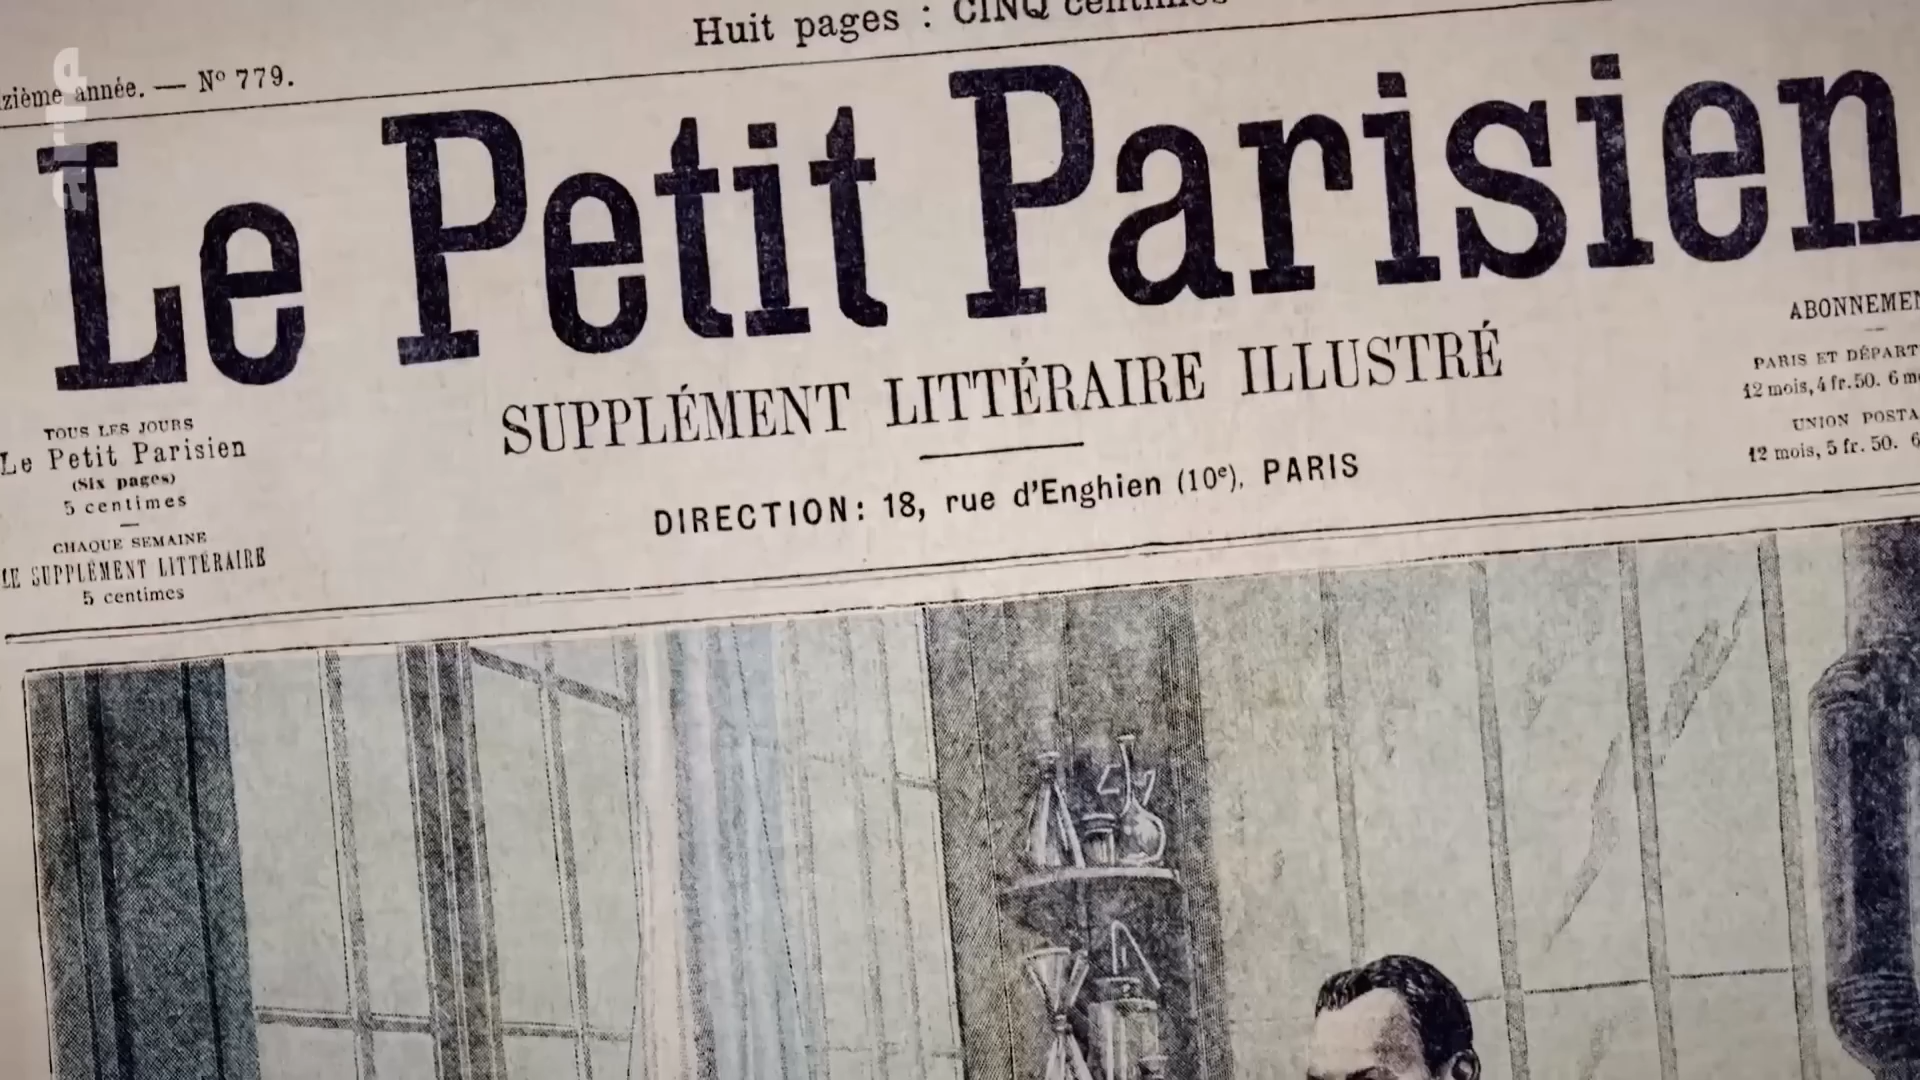 Huit pages : CINQ centimes
zième année. — Nº 779.
arte
Le Petit Parisien
SUPPLÉMENT LITTÉRAIRE ILLUSTRÉ
DIRECTION: 18, rue d'Enghien (10e), PARIS
TOUS LES JOURS
Le Petit Parisien
(Six pages)
5 centimes
CHAQUE SEMAINE
LE SUPPLÉMENT LITTÉRAIRE
5 centimes
ABONNEMEN
PARIS ET DÉPART
12 mois, 4 fr. 50. 6 mo
UNION POSTA
12 mois, 5 fr. 50. 6